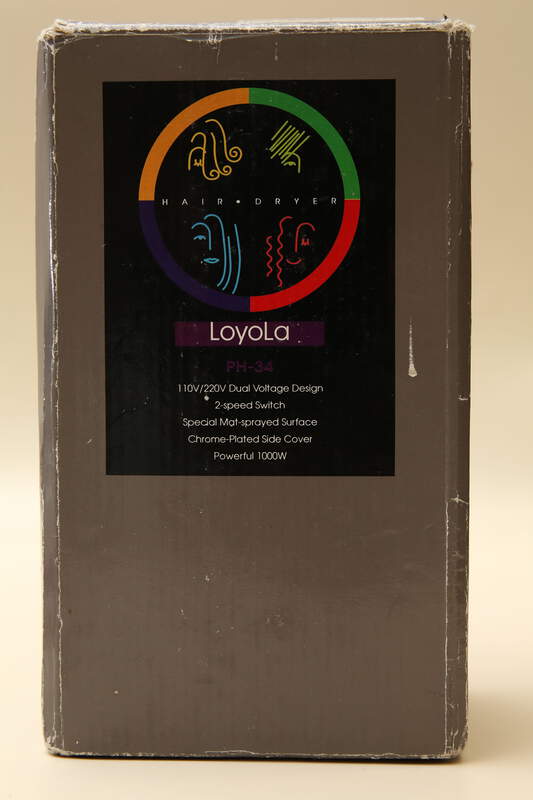 HAIR • DRYER
LoyoLa
PH-34
110V/220V Dual Voltage Design
2-speed Switch
Special Mat-sprayed Surface
Chrome-Plated Side Cover
Powerful 1000W